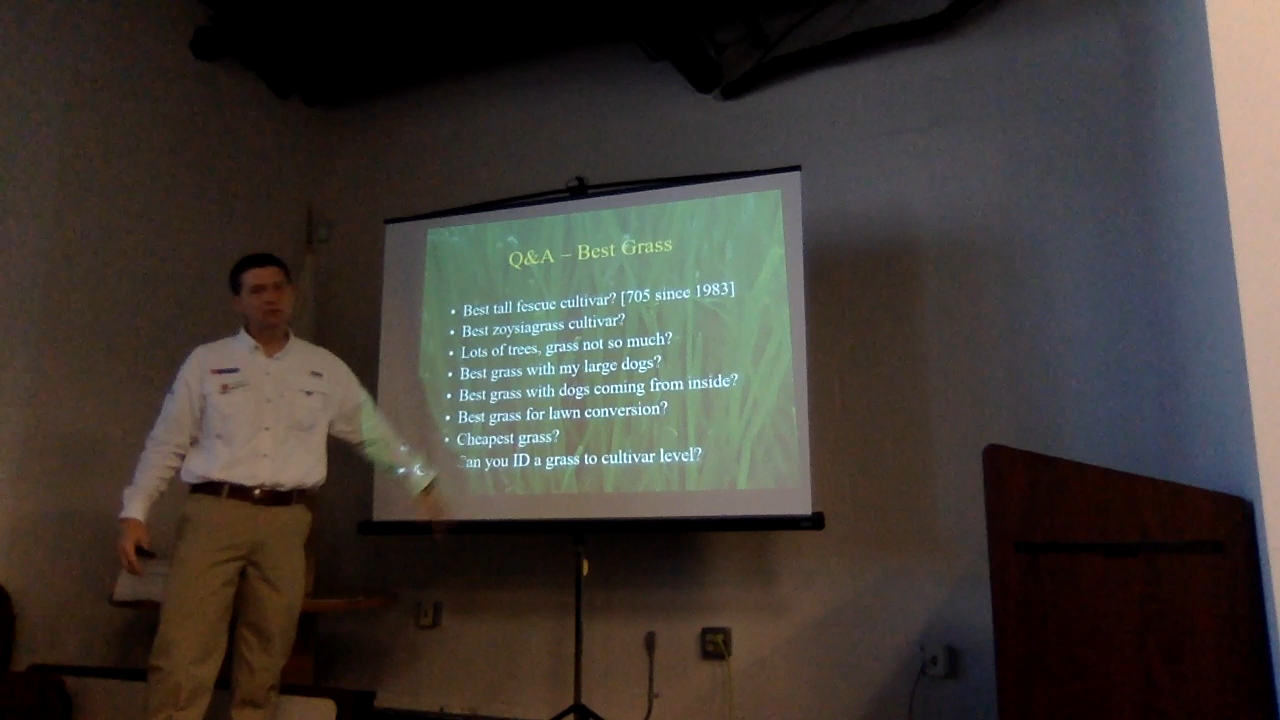 Q&A – Best Grass
• Best tall fescue cultivar? [705 since 1983]
• Best zoysiagrass cultivar?
• Lots of trees, grass not so much?
• Best grass with my large dogs?
• Best grass with dogs coming from inside?
• Best grass for lawn conversion?
• Cheapest grass?
Can you ID a grass to cultivar level?